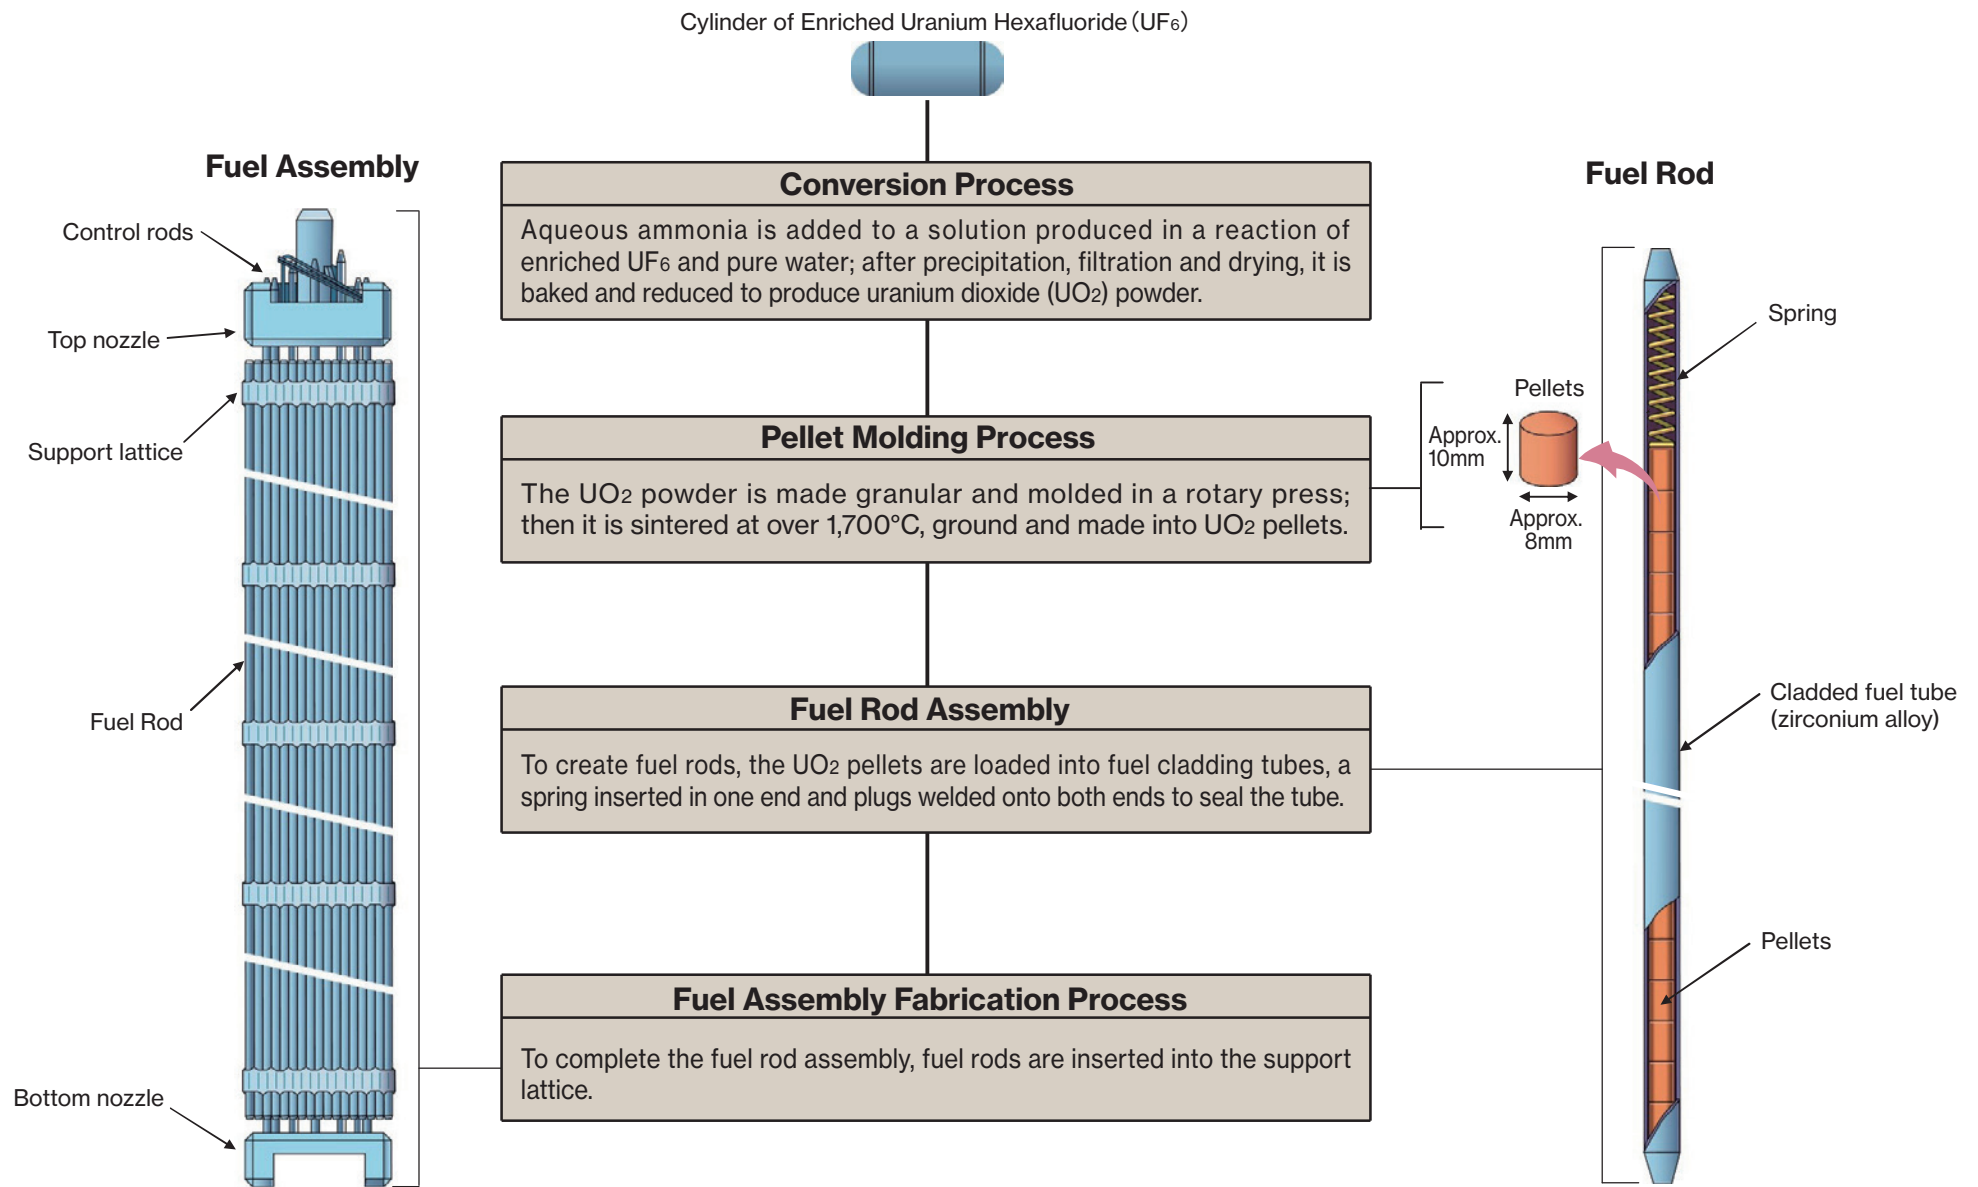 Cylinder of Enriched Uranium Hexafluoride (UF6)
Fuel Assembly
Control rods
Top nozzle
Support lattice
Fuel Rod
Bottom nozzle
Conversion Process
Aqueous ammonia is added to a solution produced in a reaction of
enriched UF6 and pure water; after precipitation, filtration and drying, it is
baked and reduced to produce uranium dioxide (UO2) powder.
Pellet Molding Process
The UO2 powder is made granular and molded in a rotary press;
then it is sintered at over 1,700°C, ground and made into UO2 pellets.
Fuel Rod Assembly
To create fuel rods, the UO2 pellets are loaded into fuel cladding tubes, a
spring inserted in one end and plugs welded onto both ends to seal the tube.
Fuel Assembly Fabrication Process
To complete the fuel rod assembly, fuel rods are inserted into the support
lattice.
Pellets
Approx.
10mm
Approx.
8mm
Fuel Rod
Spring
Cladded fuel tube
(zirconium alloy)
Pellets